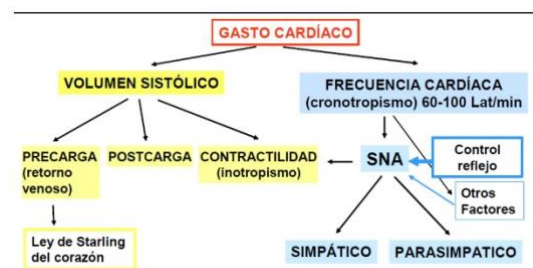 GASTO CARDÍACO
VOLUMEN SISTÓLICO
FRECUENCIA CARDÍACA
(cronotropismo) 60-100 Lat/min
PRECARGA
(retorno
venoso)
POSTCARGA
CONTRACTILIDAD
(inotropismo)
SNA
Control
reflejo
Otros
Factores
Ley de Starling
del corazón
SIMPÁTICO
PARASIMPATICO